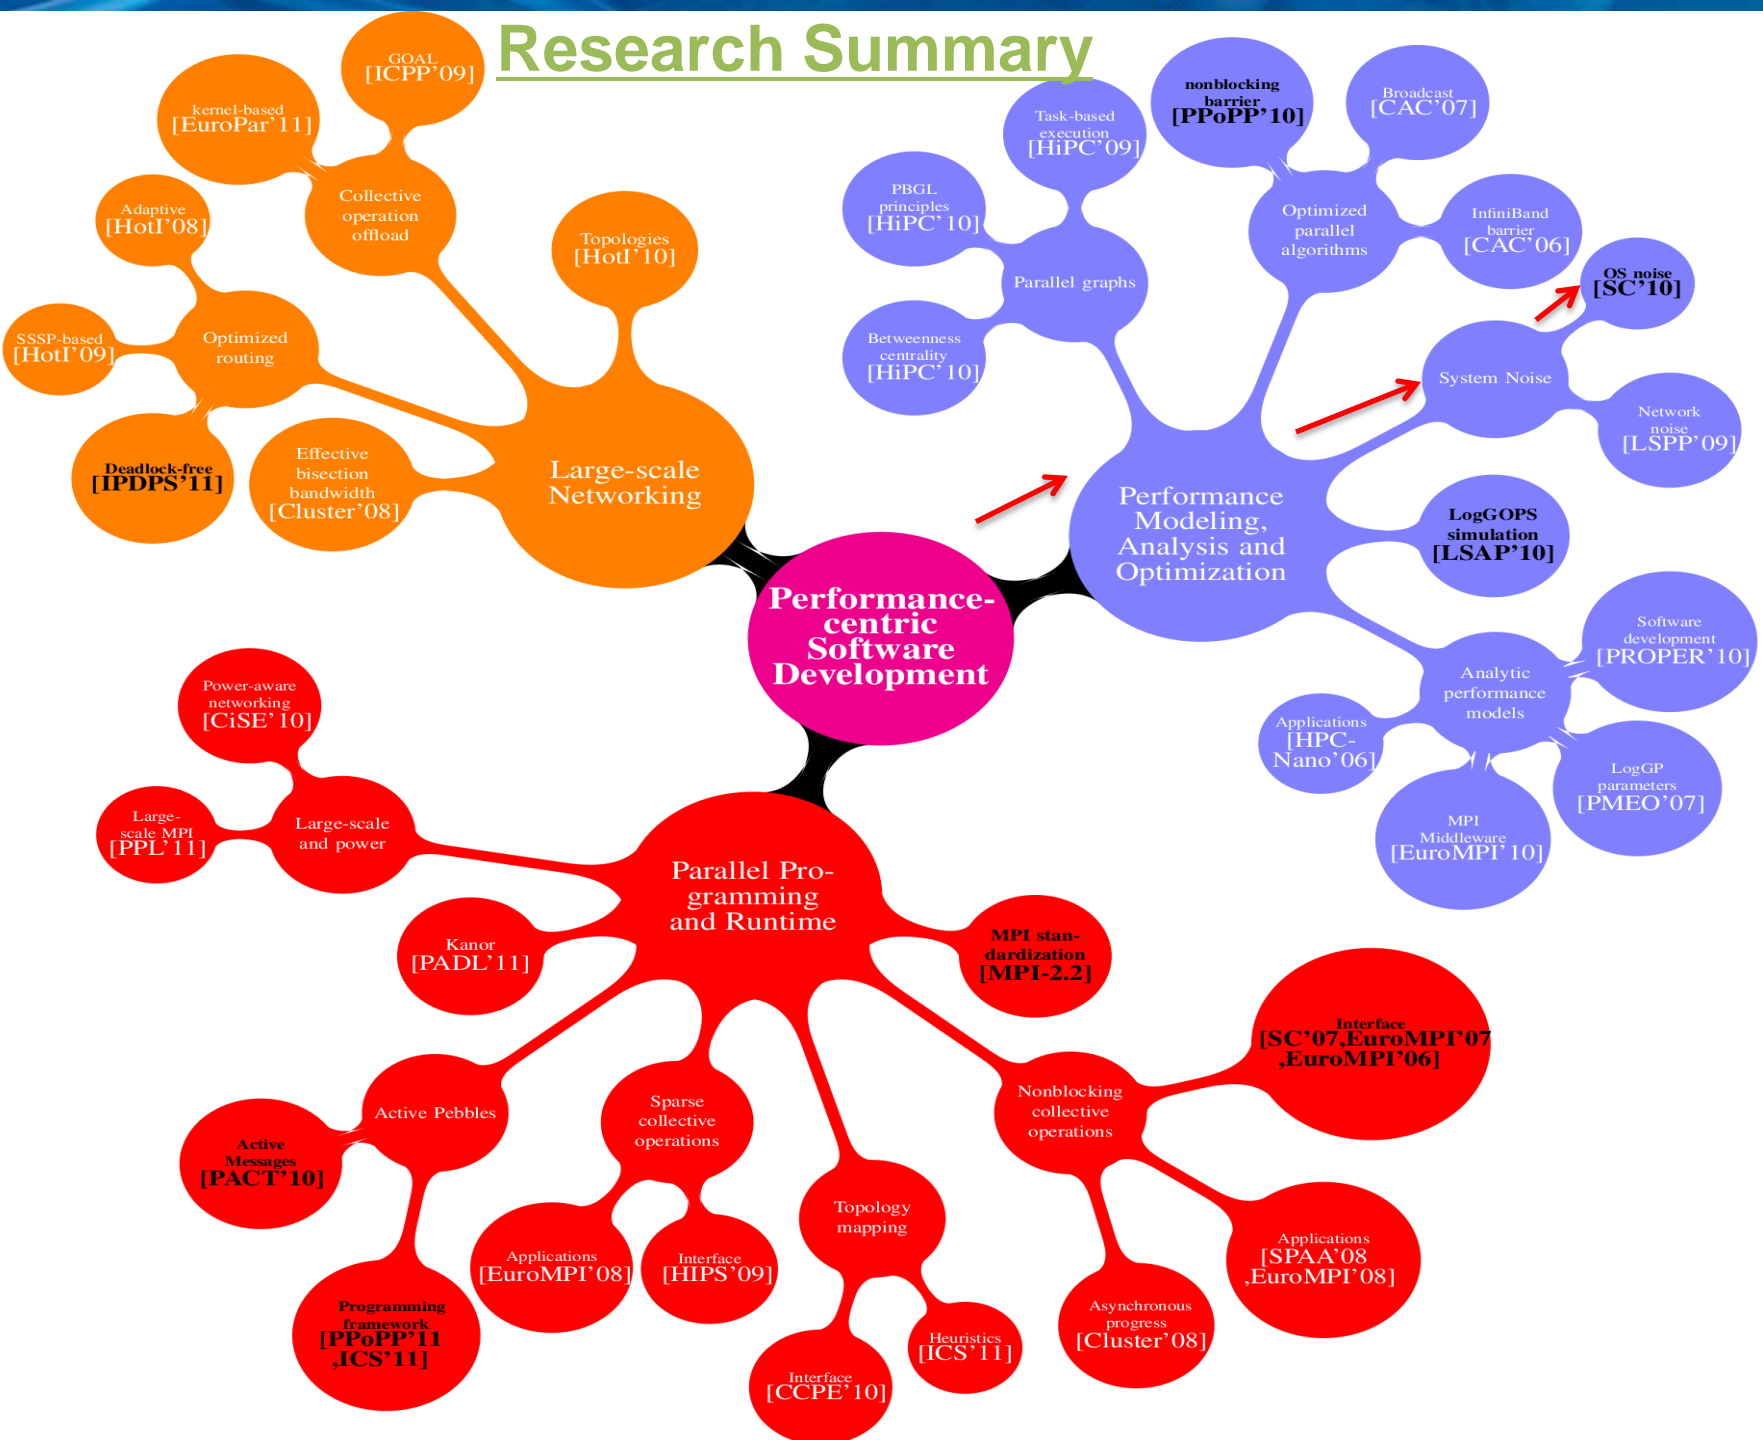 Research Summary
GOAL
[ICPP'09]
kernel-based
[EuroPar'11]
Collective
operation
offload
Adaptive
[HotI'08]
Topologies
[HotI'10]
SSSP-based
[HotI'09]
Optimized
routing
Deadlock-free
[IPDPS'11]
Effective
bisection
bandwidth
[Cluster'08]
Large-scale
Networking
nonblocking
barrier
[PPoPP'10]
Broadcast
[CAC'07]
Task-based
execution
[HiPC'09]
PBGL
principles
[HiPC'10]
Optimized
parallel
algorithms
InfiniBand
barrier
[CAC'06]
Parallel graphs
OS noise
[SC'10]
Betweenness
centrality
[HiPC'10]
System Noise
Network
noise
[LSPP'09]
Performance
Modeling,
Analysis and
Optimization
LogGOPS
simulation
[LSAP'10]
Software
development
[PROPER'10]
Analytic
performance
models
Applications
[HPC-
Nano'06]
LogGP
parameters
[PMEO'07]
MPI
Middleware
[EuroMPI'10]
Performance-
centric
Software
Development
Power-aware
networking
[CiSE'10]
Large-
scale MPI
[PPL'11]
Large-scale
and power
Parallel Pro-
gramming
and Runtime
Kanor
[PADL'11]
MPI stan-
dardization
[MPI-2.2]
Interface
[SC'07,EuroMPI'07
,EuroMPI'06]
Active Pebbles
Sparse
collective
operations
Nonblocking
collective
operations
Active
Messages
[PACT'10]
Topology
mapping
Applications
[EuroMPI'08]
Interface
[HIPS'09]
Applications
[SPAA'08
,EuroMPI'08]
Programming
framework
[PPoPP'11
,ICS'11]
Asynchronous
progress
[Cluster'08]
Heuristics
[ICS'11]
Interface
[CCPE'10]